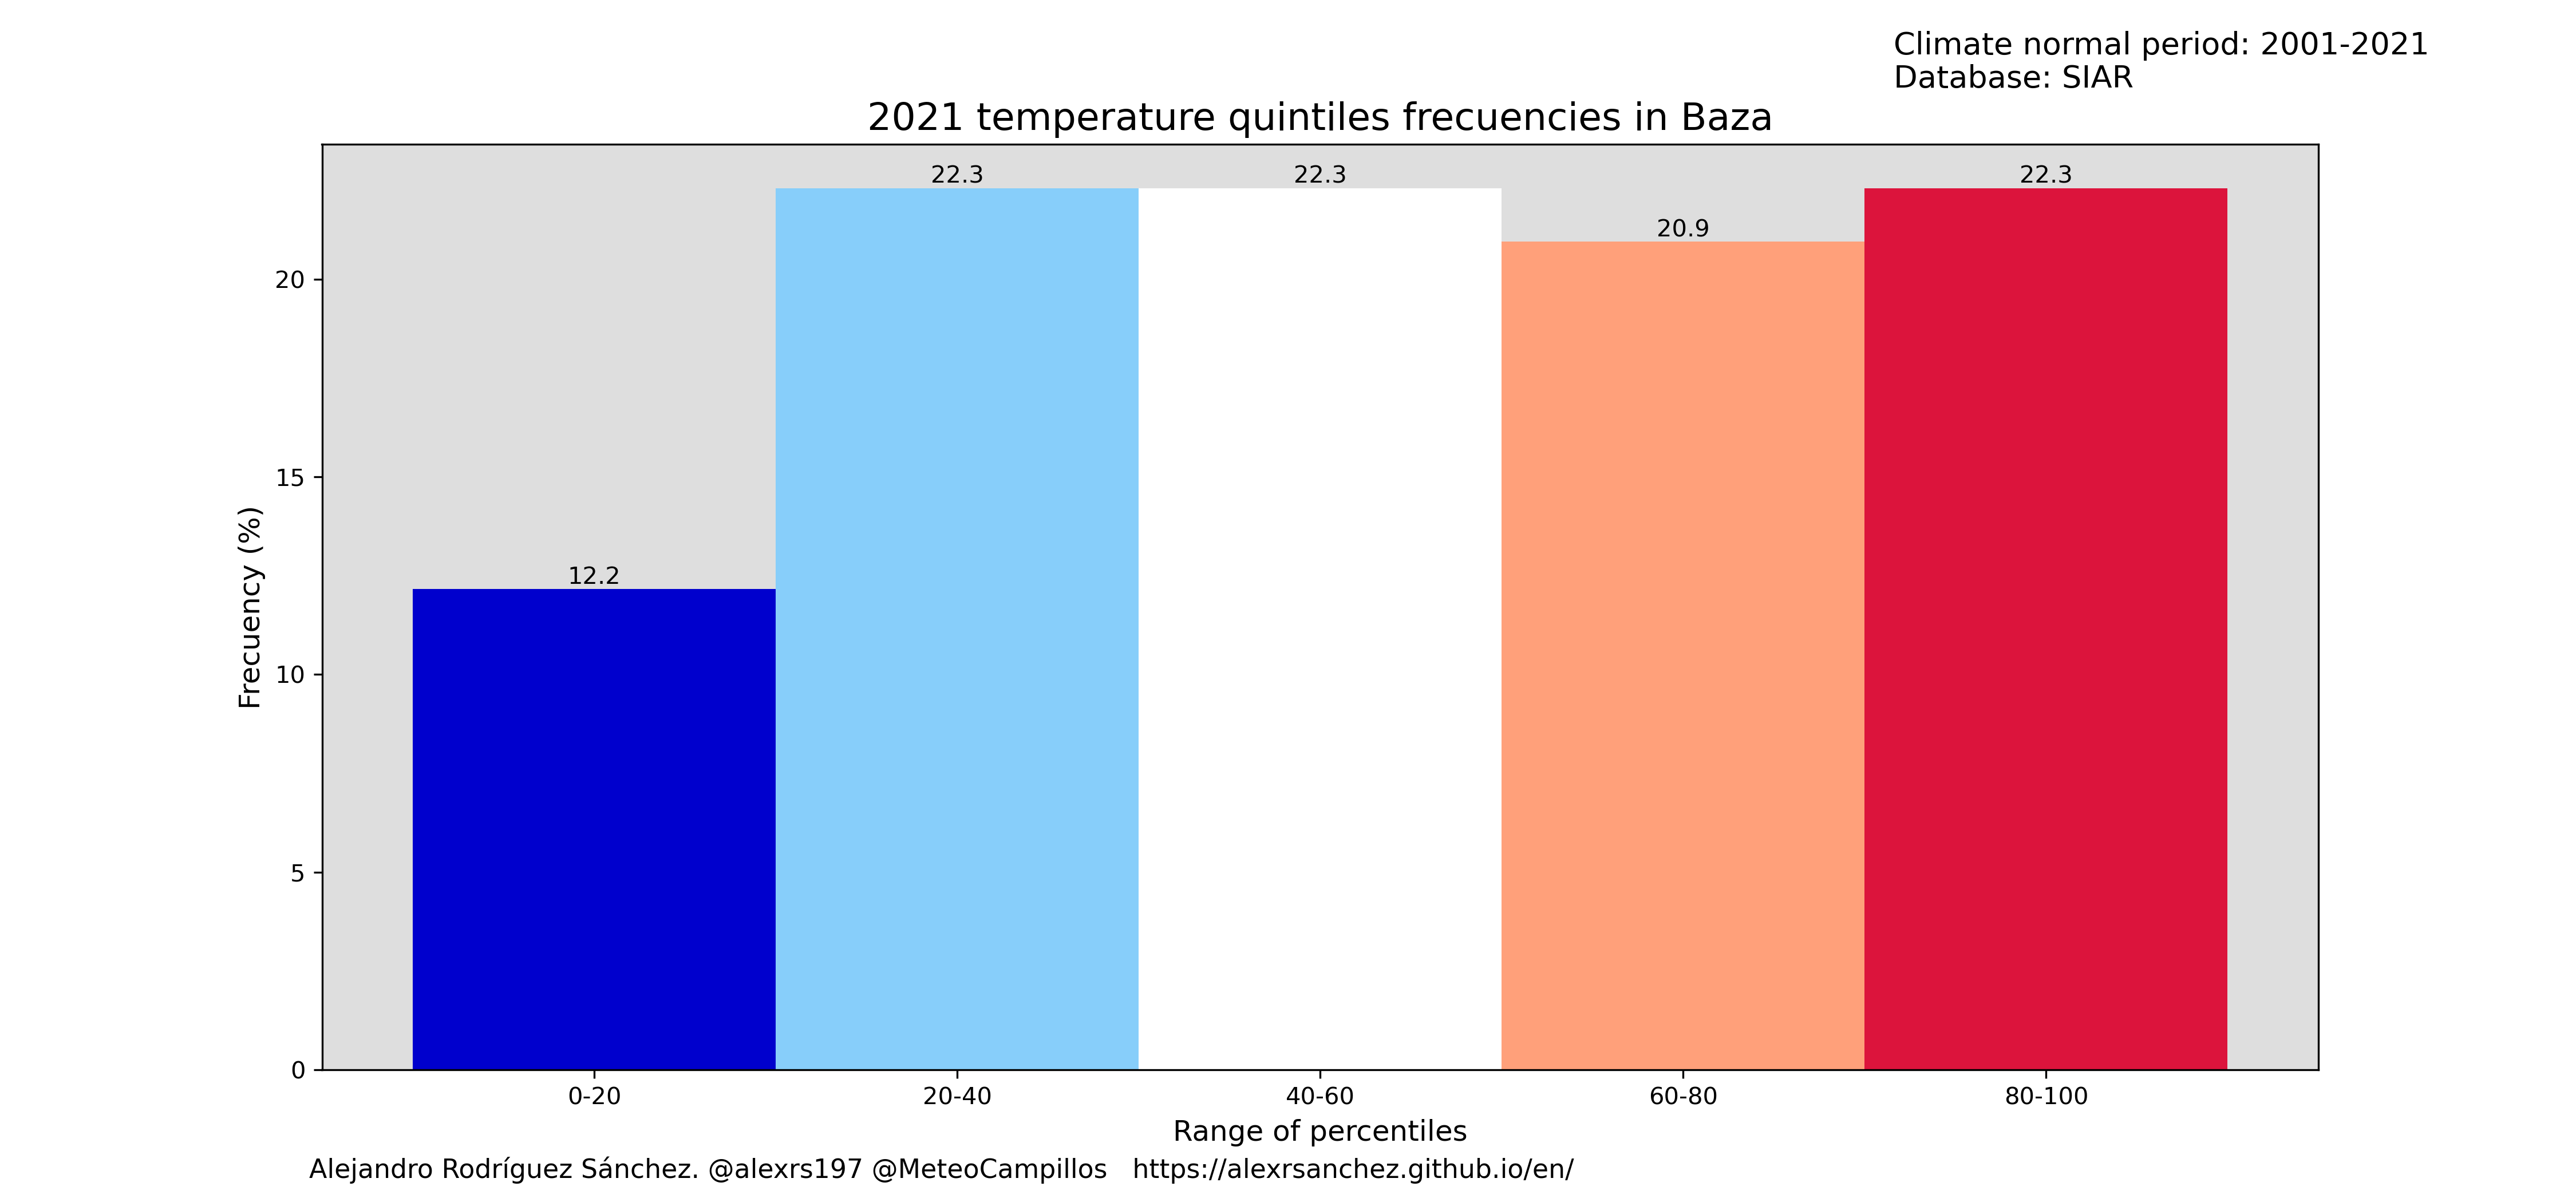 Climate normal period: 2001-2021
Database: SIAR
2021 temperature quintiles frecuencies in Baza
22.3
22.3
22.3
20.9
12.2
20
15
10
5
0
Frecuency (%)
0-20
20-40
40-60
60-80
80-100
Range of percentiles
Alejandro Rodríguez Sánchez. @alexrs197 @MeteoCampillos https://alexrsanchez.github.io/en/